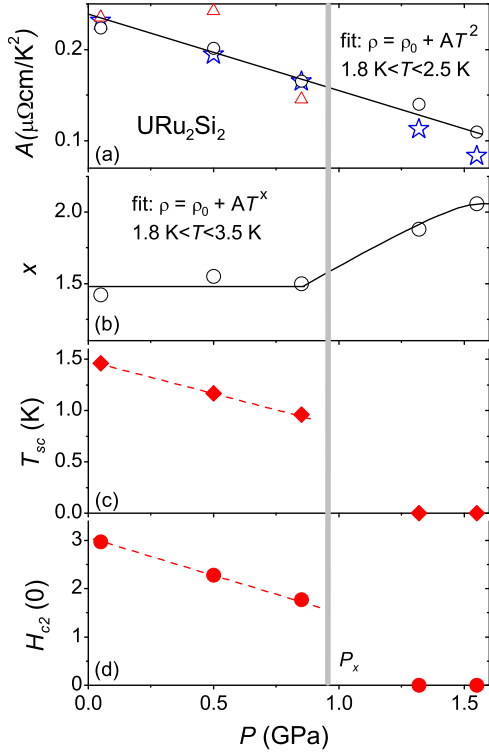 0.2
0.1
A(μΩcm/K²)
fit: ρ = ρ₀ + AT²
1.8 K<T<2.5 K
URu₂Si₂
(a)
2.0
1.5
x
fit: ρ = ρ₀ + ATˣ
1.8 K<T<3.5 K
(b)
1.5
1.0
0.5
0.0
T_sc (K)
(c)
3
2
1
0
H_c2 (0)
(d)
Pₓ
0.0 0.5 1.0 1.5
P (GPa)